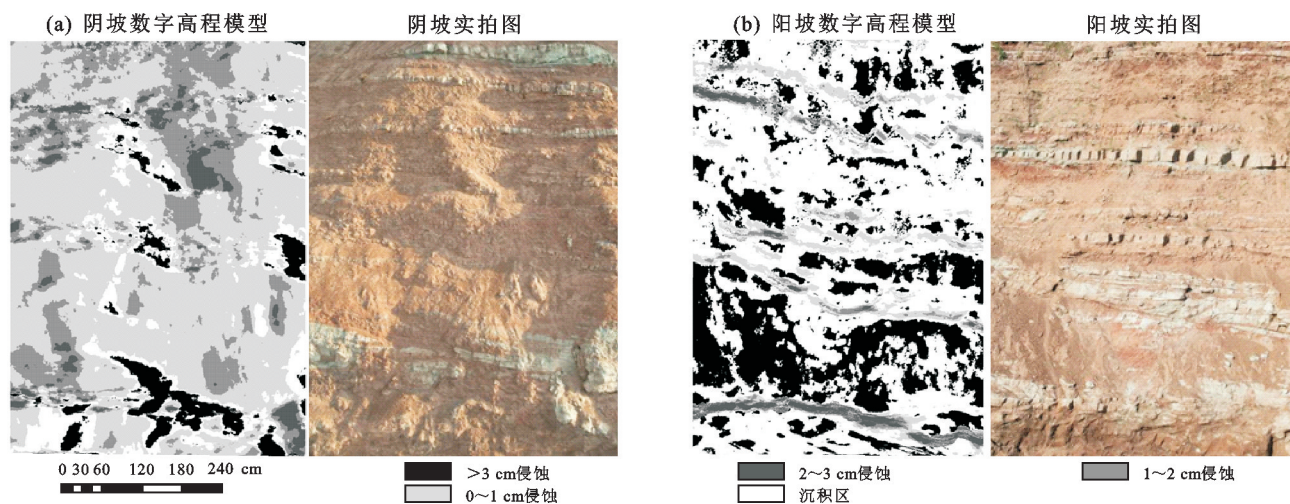 (a) 阴坡数字高程模型
阴坡实拍图
(b) 阳坡数字高程模型
阳坡实拍图
0 30 60 120 180 240 cm
>3 cm侵蚀
2~3 cm侵蚀
1~2 cm侵蚀
0~1 cm侵蚀
沉积区